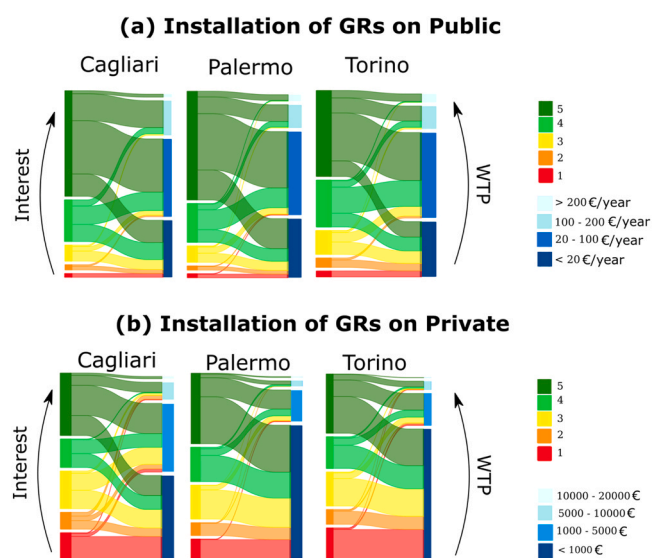 (a) Installation of GRs on Public
Cagliari Palermo Torino
Interest
WTP
5
4
3
2
1
> 200 €/year
100 - 200 €/year
20 - 100 €/year
< 20 €/year
(b) Installation of GRs on Private
Cagliari Palermo Torino
Interest
WTP
5
4
3
2
1
10000 - 20000 €
5000 - 10000 €
1000 - 5000 €
< 1000 €